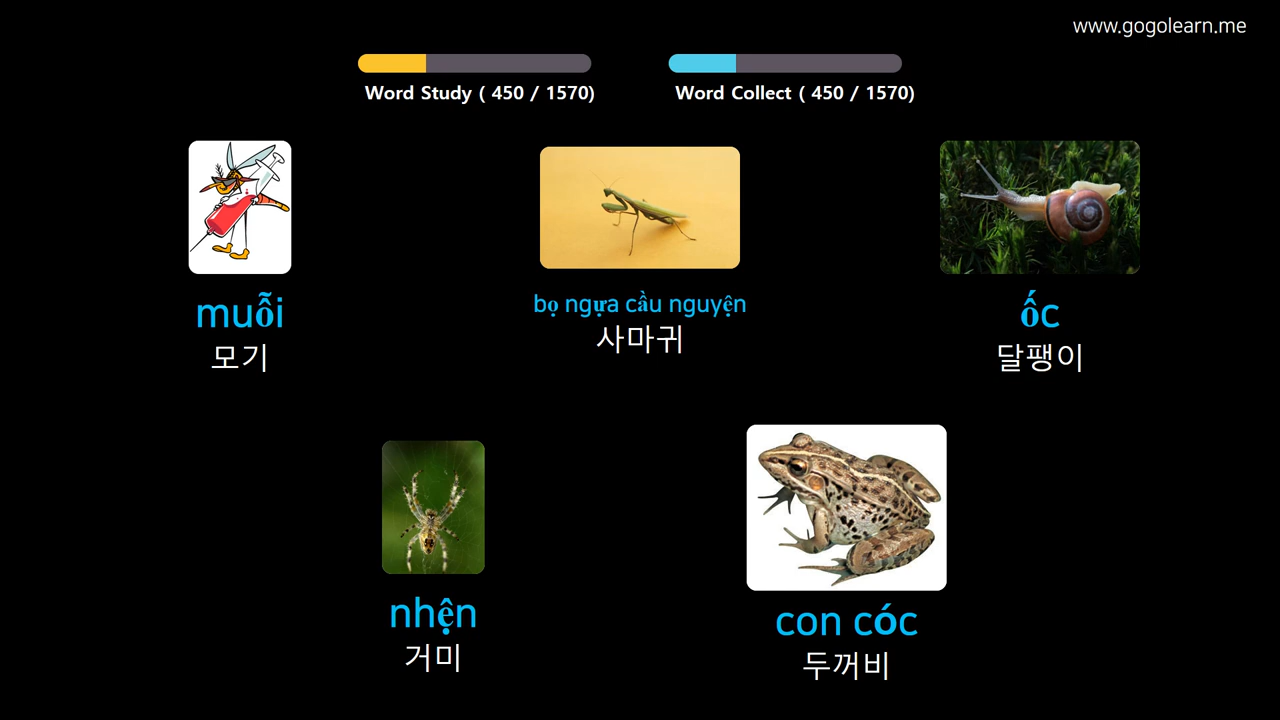 www.gogolearn.me
Word Study ( 450 / 1570)
Word Collect ( 450 / 1570)
muỗi
모기
bọ ngựa cầu nguyện
사마귀
ốc
달팽이
nhện
거미
con cóc
두꺼비